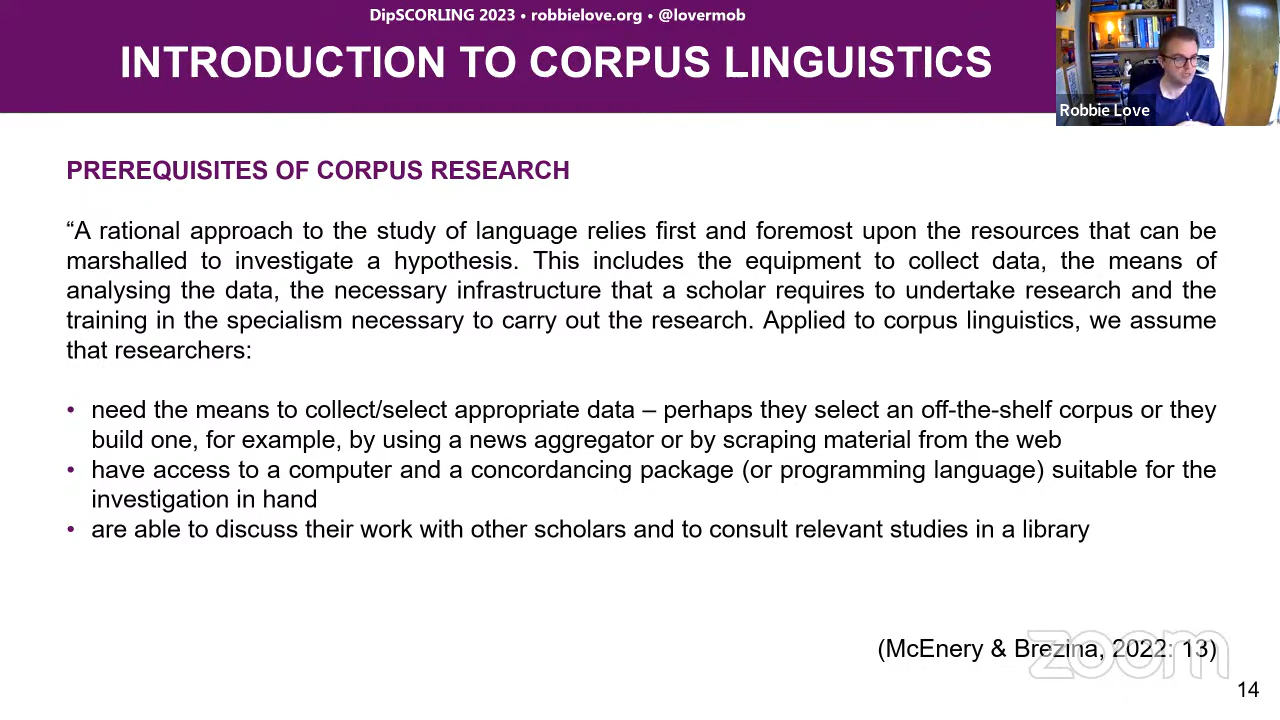 DipSCORLING 2023 • robbielove.org • @lovermob
INTRODUCTION TO CORPUS LINGUISTICS
Robbie Love
PREREQUISITES OF CORPUS RESEARCH
“A rational approach to the study of language relies first and foremost upon the resources that can be
marshalled to investigate a hypothesis. This includes the equipment to collect data, the means of
analysing the data, the necessary infrastructure that a scholar requires to undertake research and the
training in the specialism necessary to carry out the research. Applied to corpus linguistics, we assume
that researchers:
• need the means to collect/select appropriate data – perhaps they select an off-the-shelf corpus or they
build one, for example, by using a news aggregator or by scraping material from the web
• have access to a computer and a concordancing package (or programming language) suitable for the
investigation in hand
• are able to discuss their work with other scholars and to consult relevant studies in a library
(McEnery & Brezina, 2022: 13)
zoom
14